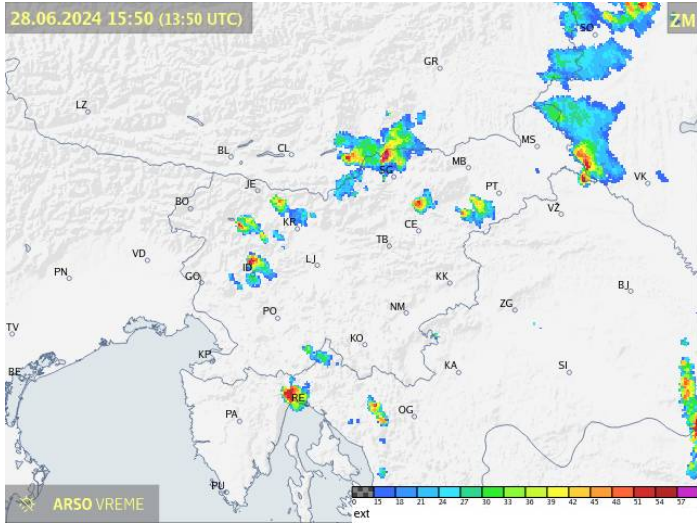 28.06.2024 15:50 (13:50 UTC)
ZM
SO
GR
LZ
MS
BL
CL
MB
SG
VK
JE
PT
BO
VŽ
KR
CE
TB
VD
LJ
ID
PN
GO
KK
BJ
NM
ZG
PO
TV
KO
KP
BE
KA
SI
RE
PA
OG
PU
ARSO VREME
0 15 18 21 24 27 30 33 36 39 42 45 48 51 54 57
ext